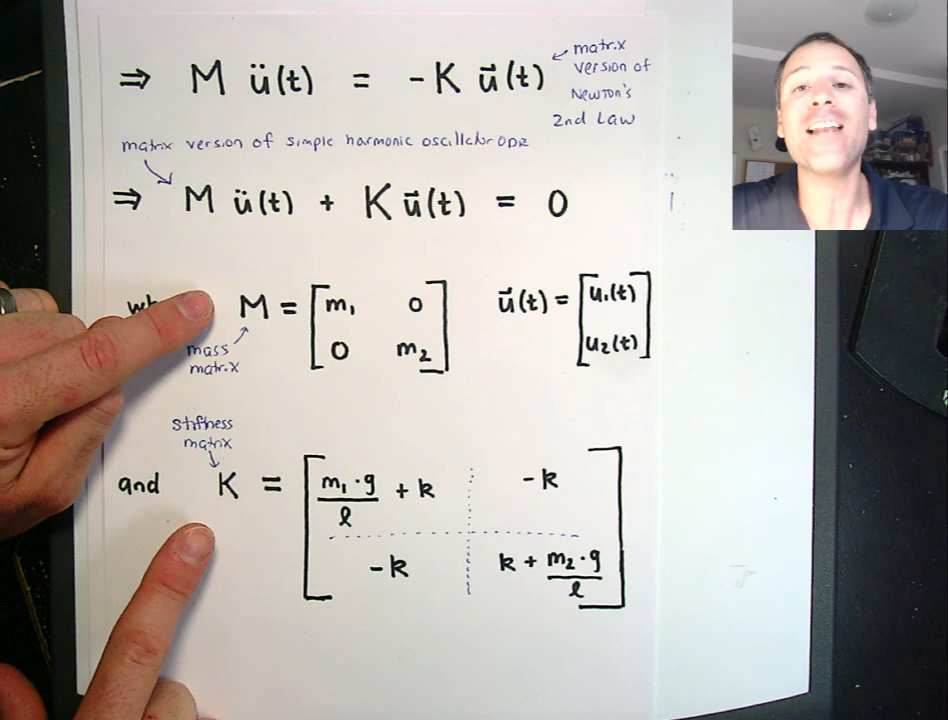 ⇒ M ü(t) = -K u⃗(t)
matrix version of Newton's 2nd Law
matrix version of simple harmonic oscillator ODE
⇒ M ü(t) + K u⃗(t) = 0
M = [ m₁ 0
0 m₂ ]
u⃗(t) = [ u₁(t)
u₂(t) ]
mass matrix
stiffness matrix
and K = [ m₁·g/ℓ + k -k
-k k + m₂·g/ℓ ]